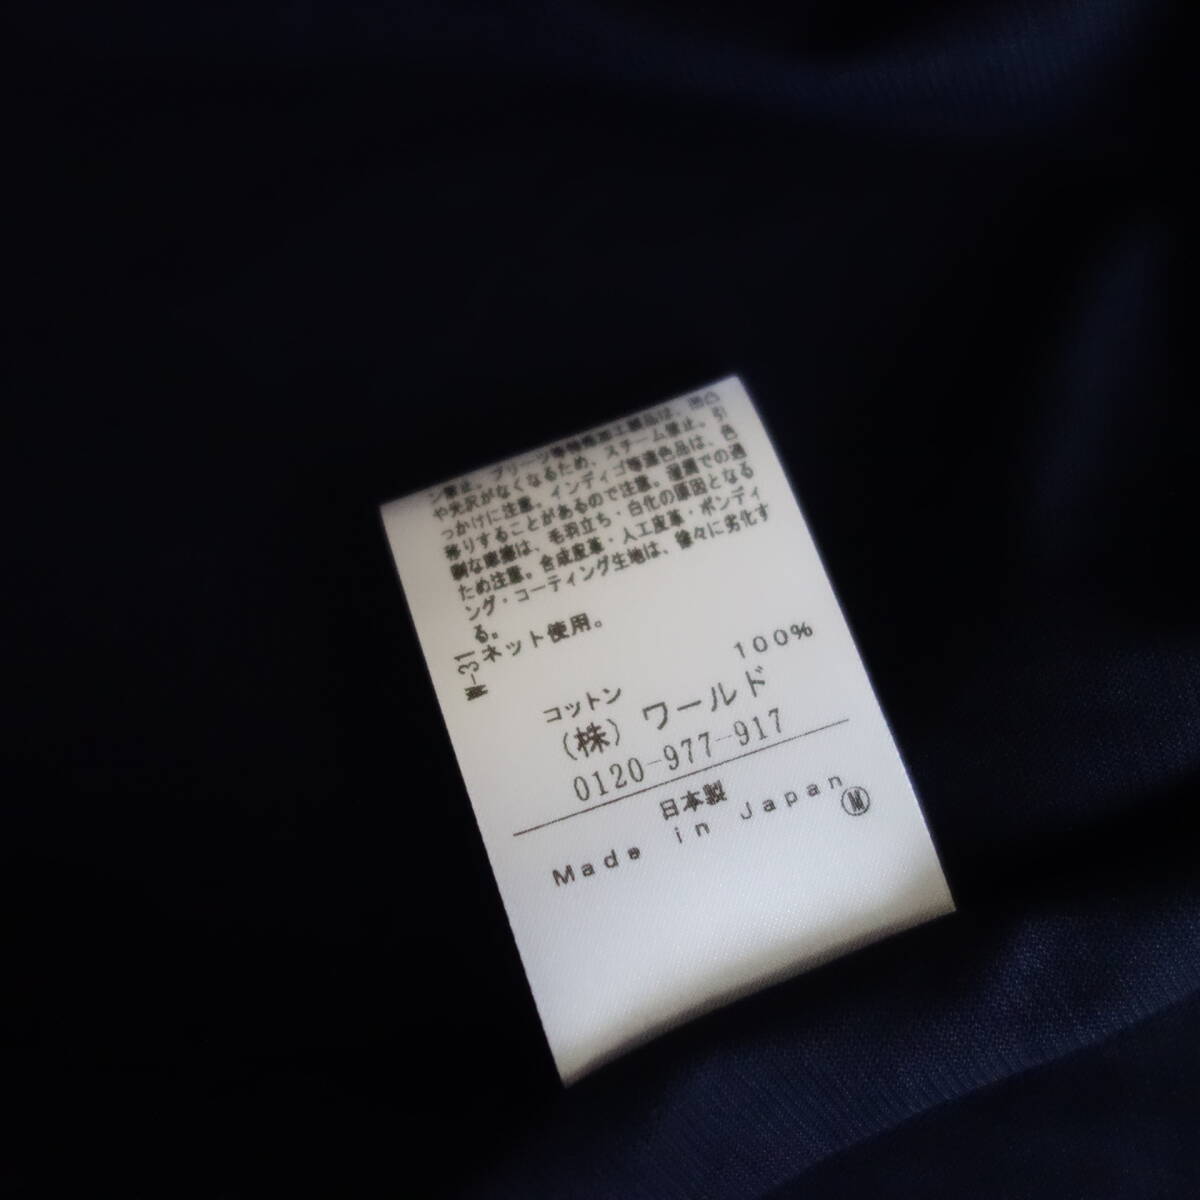 ン禁止。プリーツ等特殊加工製品は、凹凸
や光沢がなくなるため、スチーム禁止。引
っかけに注意。インディゴ等濃色品は、色
移りすることがあるので注意。湿潤での過
剰な摩擦は、毛羽立ち・白化の原因となる
ため注意。合成皮革・人工皮革・ボンディ
ング・コーティング生地は、徐々に劣化す
る。
ネット使用。
W-31
コットン 100%
(株) ワールド
0120-977-917
日本製
Made in Japan
Ⓜ